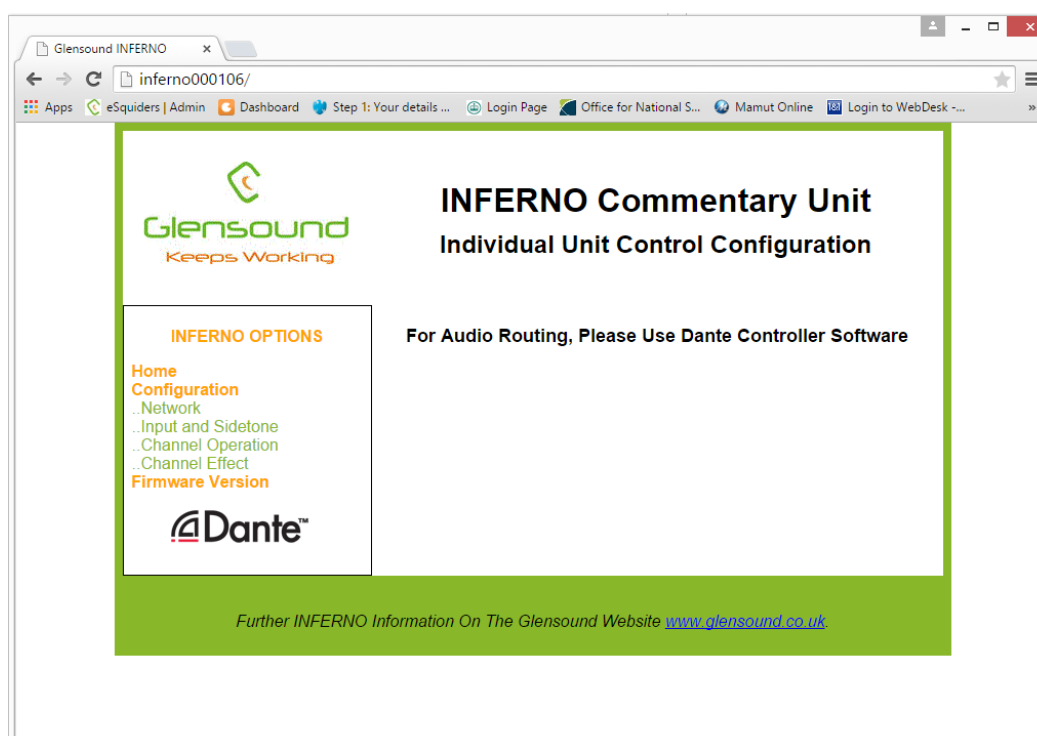 Glensound INFERNO
inferno000106/
Apps eSquiders | Admin Dashboard Step 1: Your details ... Login Page Office for National S... Mamut Online Login to WebDesk -... »
Glensound
Keeps Working
INFERNO Commentary Unit
Individual Unit Control Configuration
INFERNO OPTIONS
For Audio Routing, Please Use Dante Controller Software
Home
Configuration
..Network
..Input and Sidetone
..Channel Operation
..Channel Effect
Firmware Version
Dante™
Further INFERNO Information On The Glensound Website www.glensound.co.uk.